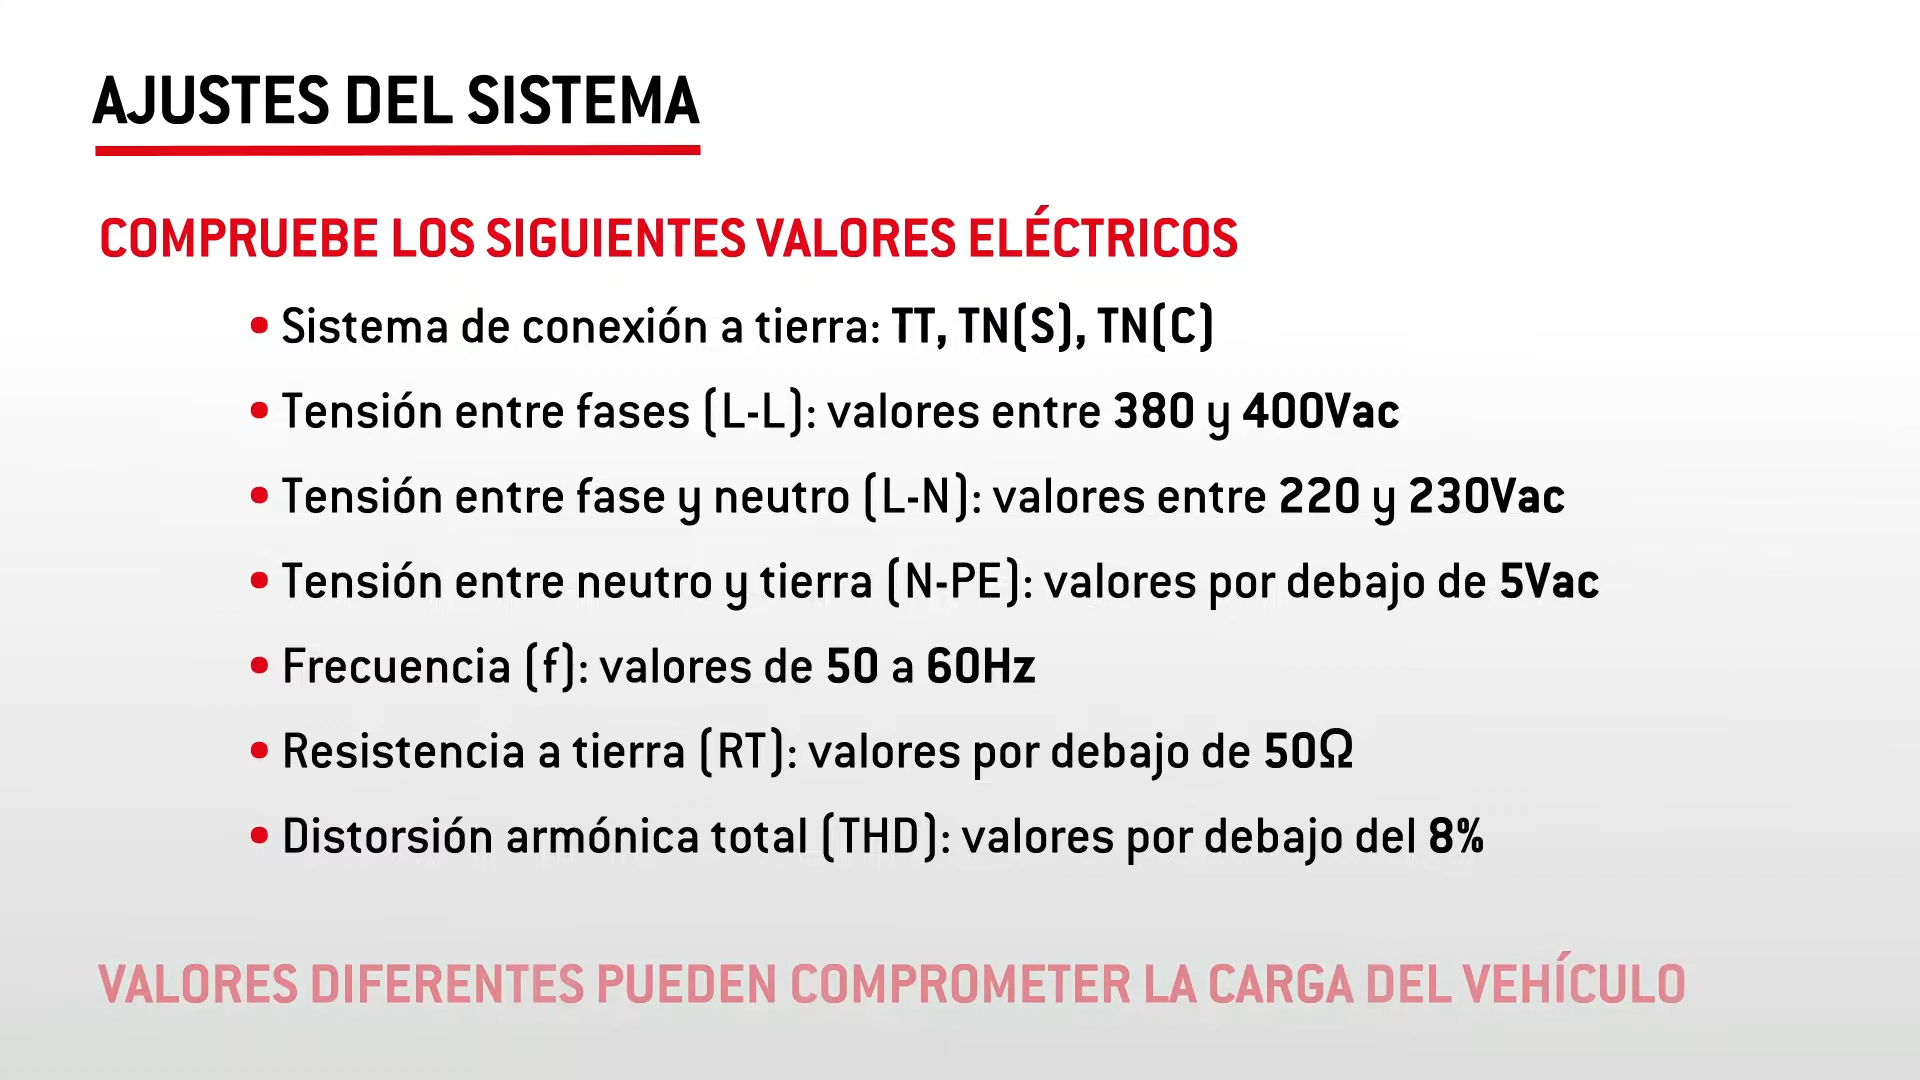 AJUSTES DEL SISTEMA
COMPRUEBE LOS SIGUIENTES VALORES ELÉCTRICOS
• Sistema de conexión a tierra: TT, TN(S), TN(C)
• Tensión entre fases (L-L): valores entre 380 y 400Vac
• Tensión entre fase y neutro (L-N): valores entre 220 y 230Vac
• Tensión entre neutro y tierra (N-PE): valores por debajo de 5Vac
• Frecuencia (f): valores de 50 a 60Hz
• Resistencia a tierra (RT): valores por debajo de 50Ω
• Distorsión armónica total (THD): valores por debajo del 8%
VALORES DIFERENTES PUEDEN COMPROMETER LA CARGA DEL VEHÍCULO